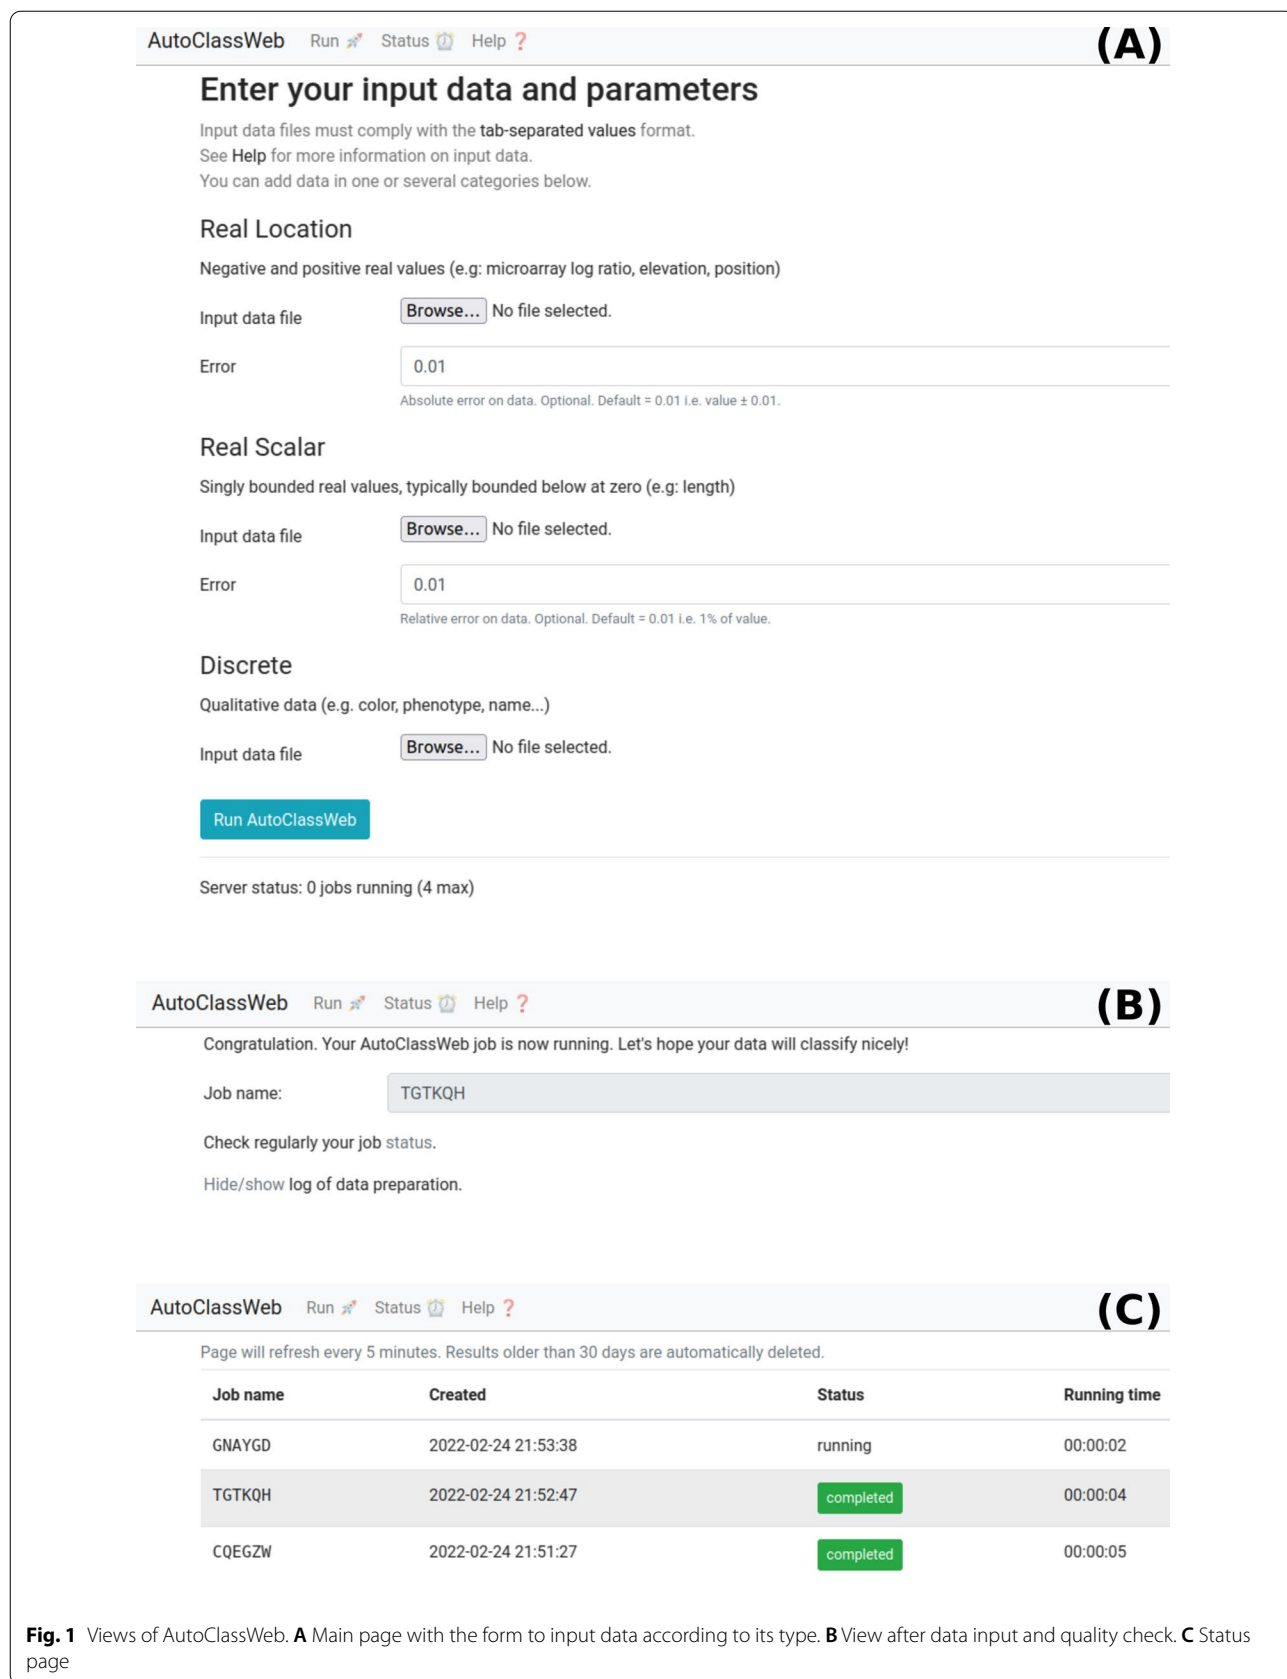 AutoClassWeb Run 🚀 Status ⏰ Help ❓ (A)
Enter your input data and parameters
Input data files must comply with the tab-separated values format.
See Help for more information on input data.
You can add data in one or several categories below.
Real Location
Negative and positive real values (e.g: microarray log ratio, elevation, position)
Input data file Browse... No file selected.
Error 0.01
Absolute error on data. Optional. Default = 0.01 i.e. value ± 0.01.
Real Scalar
Singly bounded real values, typically bounded below at zero (e.g: length)
Input data file Browse... No file selected.
Error 0.01
Relative error on data. Optional. Default = 0.01 i.e. 1% of value.
Discrete
Qualitative data (e.g. color, phenotype, name...)
Input data file Browse... No file selected.
Run AutoClassWeb
Server status: 0 jobs running (4 max)
AutoClassWeb Run 🚀 Status ⏰ Help ❓ (B)
Congratulation. Your AutoClassWeb job is now running. Let's hope your data will classify nicely!
Job name: TGTKQH
Check regularly your job status.
Hide/show log of data preparation.
AutoClassWeb Run 🚀 Status ⏰ Help ❓ (C)
Page will refresh every 5 minutes. Results older than 30 days are automatically deleted.
Job name Created Status Running time
GNAYGD 2022-02-24 21:53:38 running 00:00:02
TGTKQH 2022-02-24 21:52:47 completed 00:00:04
CQEGZW 2022-02-24 21:51:27 completed 00:00:05
Fig. 1 Views of AutoClassWeb. A Main page with the form to input data according to its type. B View after data input and quality check. C Status
page